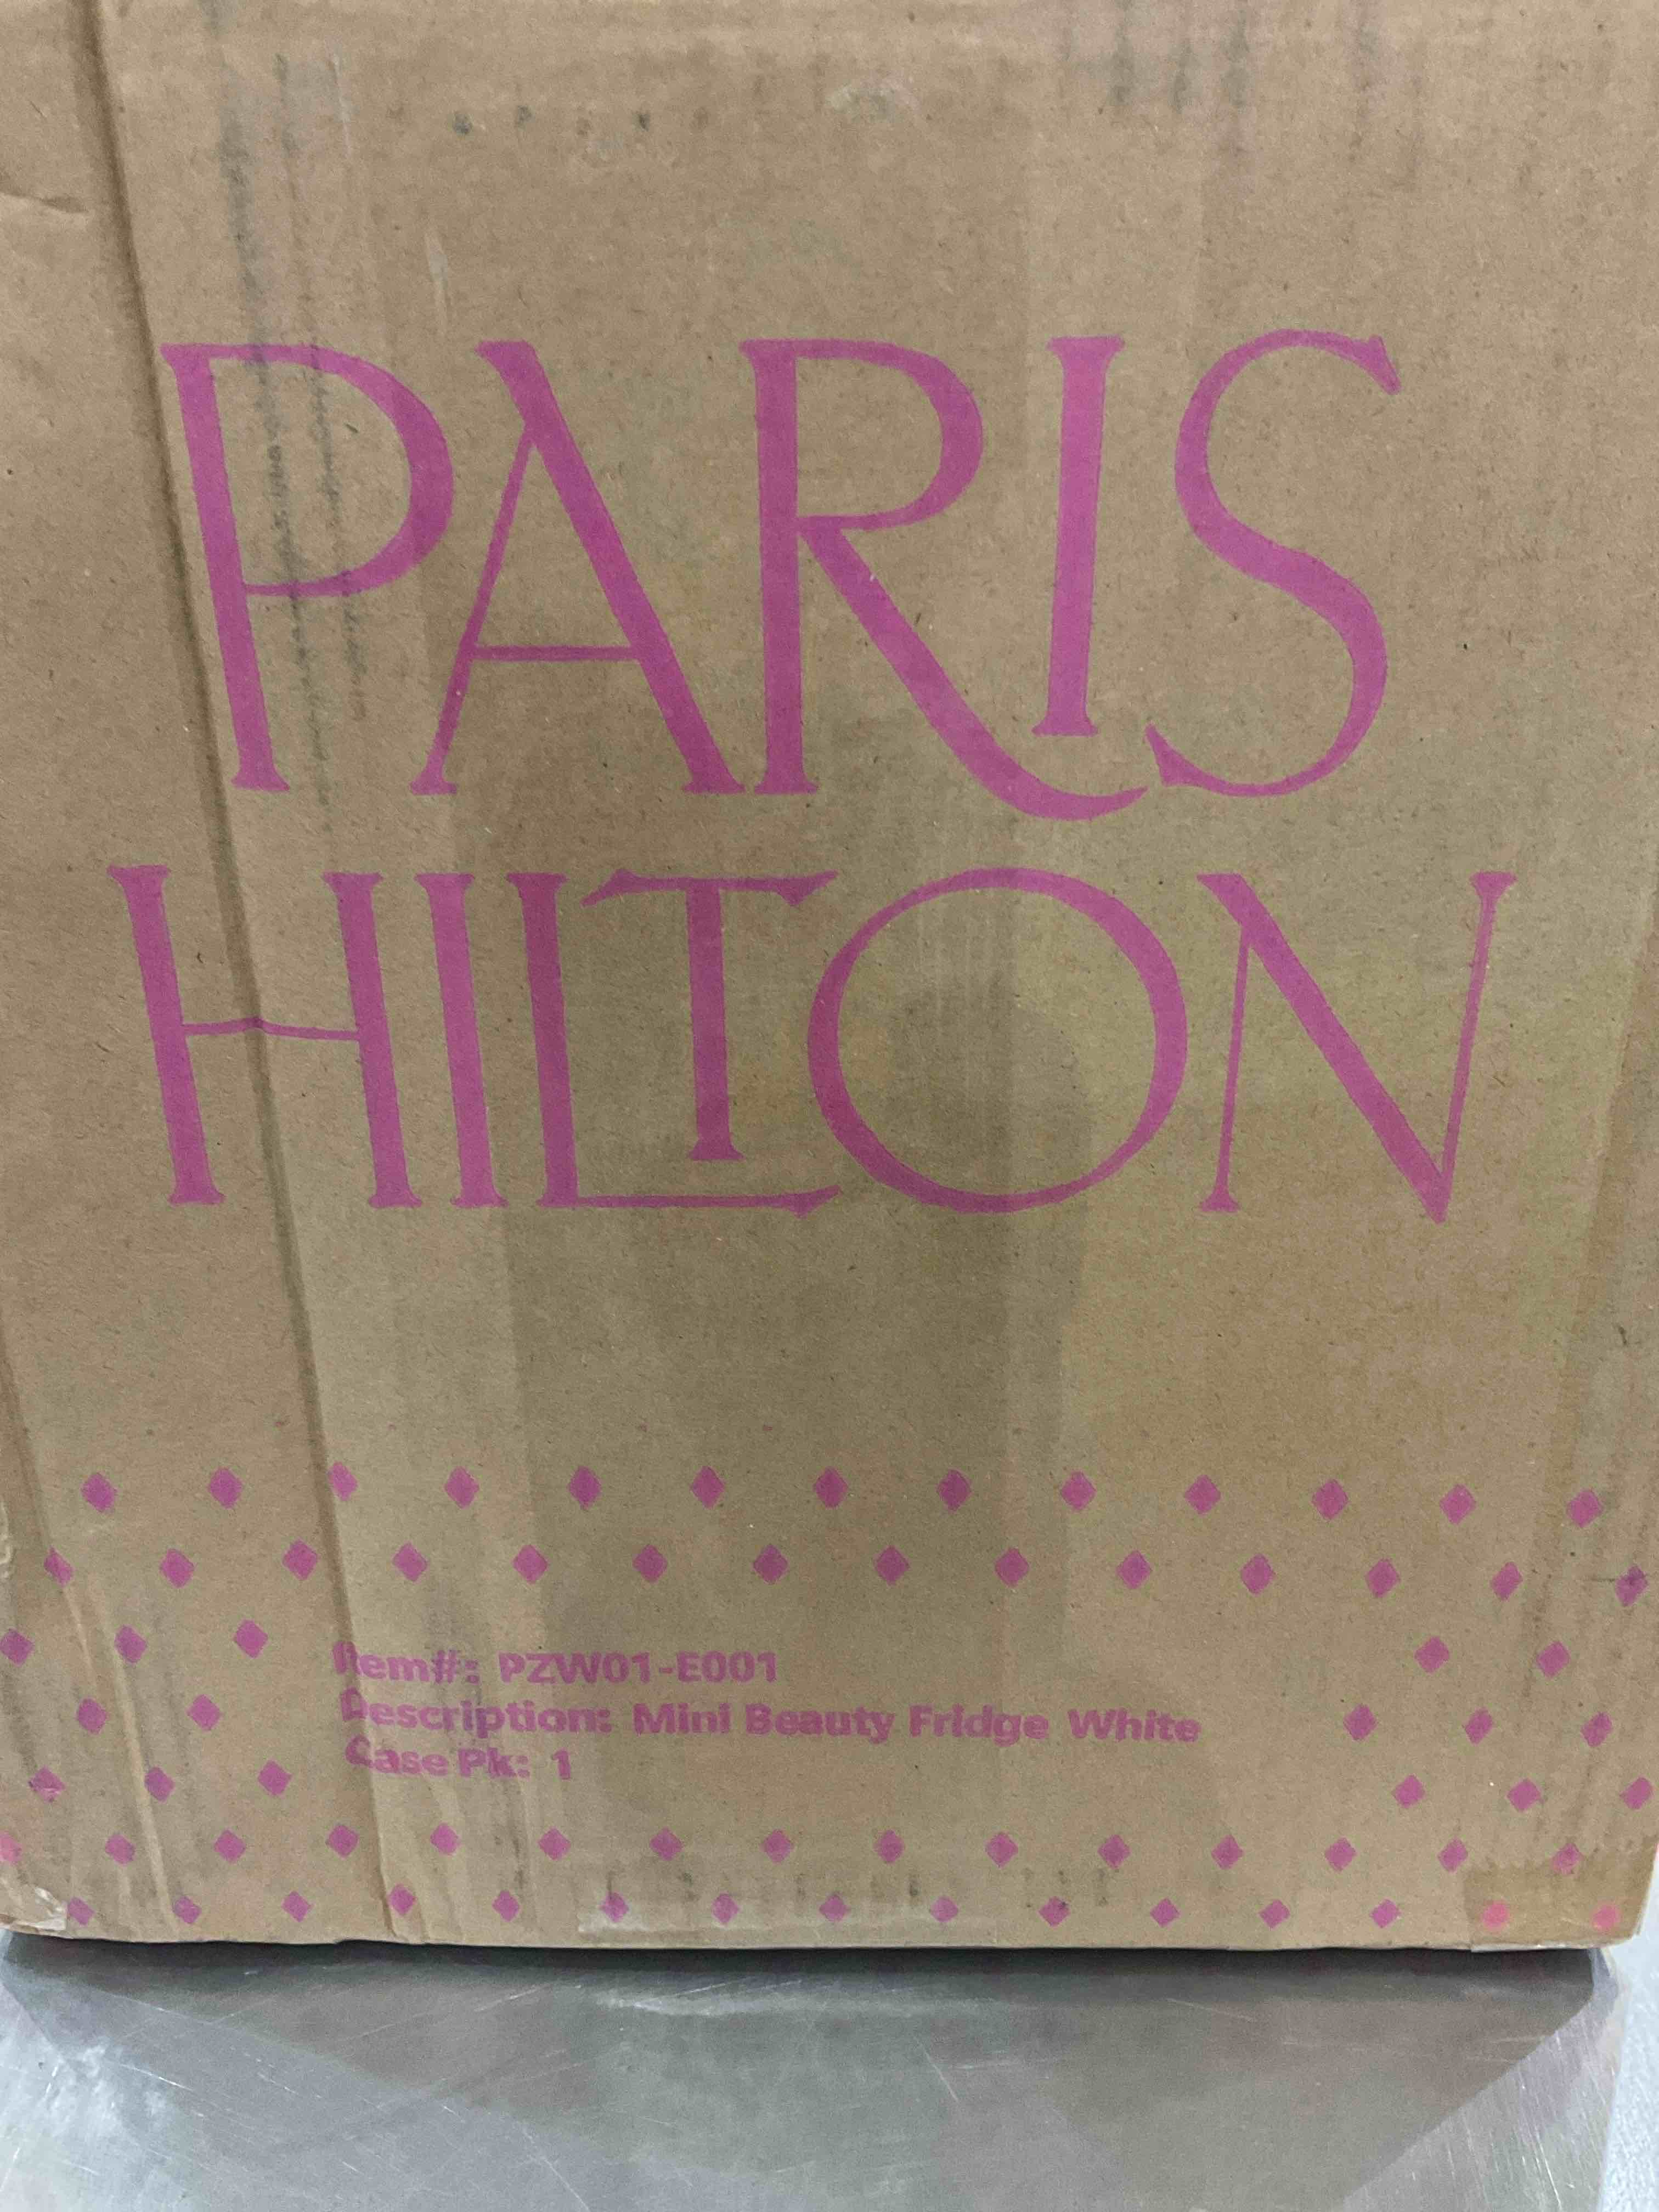 PARIS
HILTON
Item#: PZW01-E001
Description: Mini Beauty Fridge White
Case Pk: 1